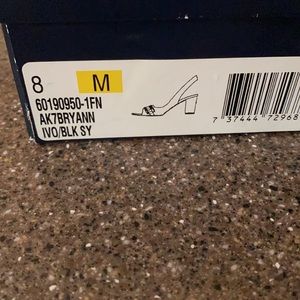 8 M
60190950-1FN
AK7BRYANN
IVO/BLK SY
7 37444 72968